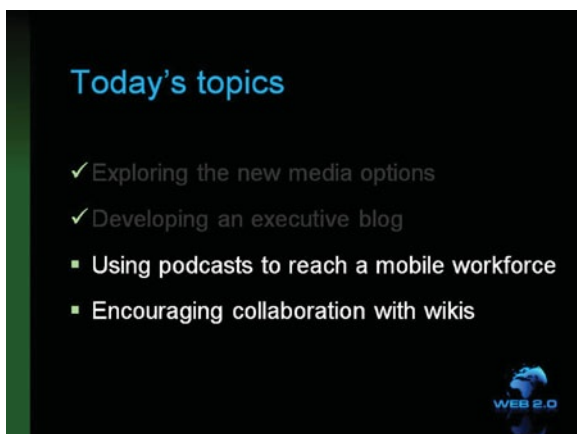 Today's topics
✓ Exploring the new media options
✓ Developing an executive blog
▪ Using podcasts to reach a mobile workforce
▪ Encouraging collaboration with wikis
WEB 2.0